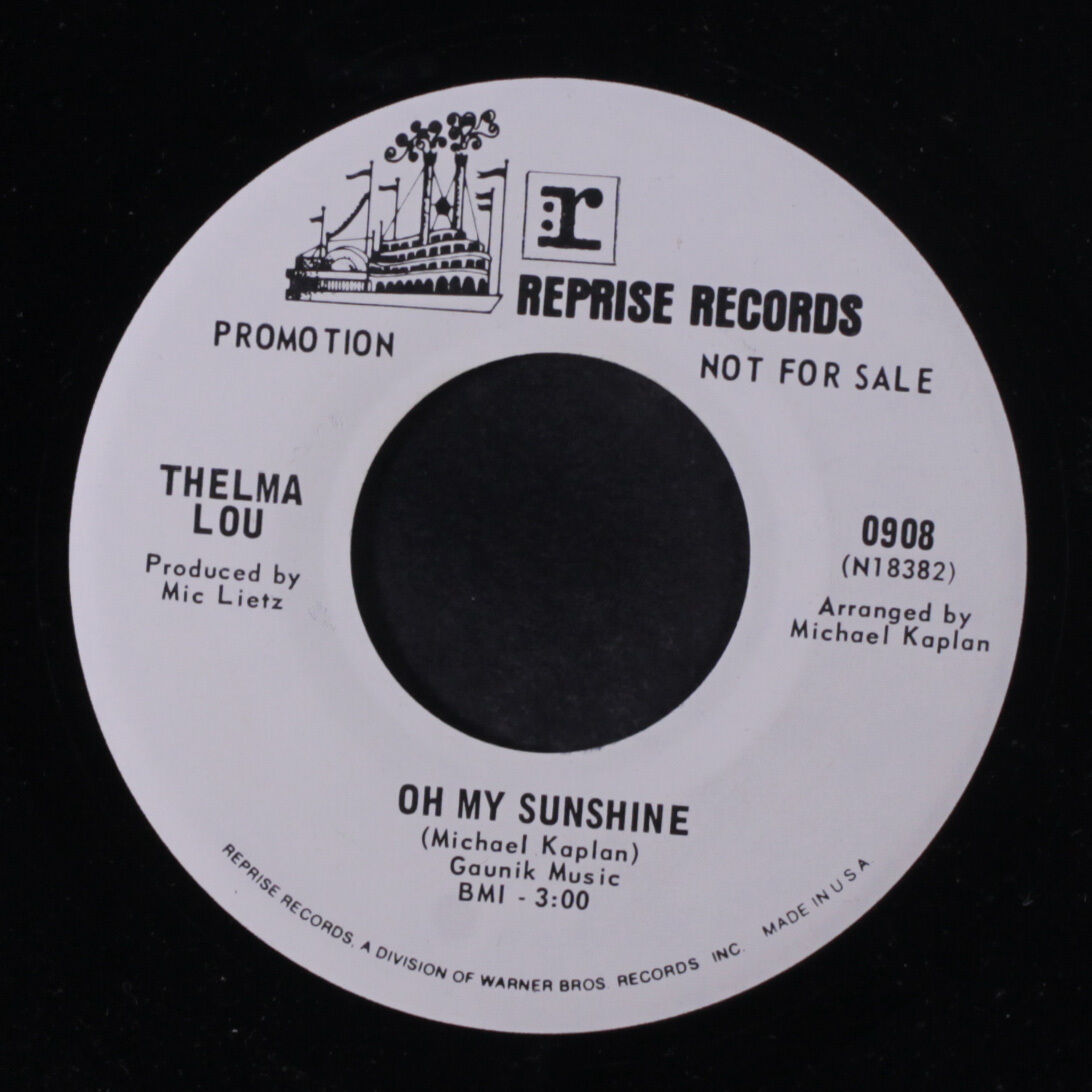 r:
REPRISE RECORDS
PROMOTION
NOT FOR SALE
THELMA
LOU
Produced by
Mic Lietz
0908
(N18382)
Arranged by
Michael Kaplan
OH MY SUNSHINE
(Michael Kaplan)
Gaunik Music
BMI - 3:00
REPRISE RECORDS, A DIVISION OF WARNER BROS. RECORDS INC. MADE IN U.S.A.